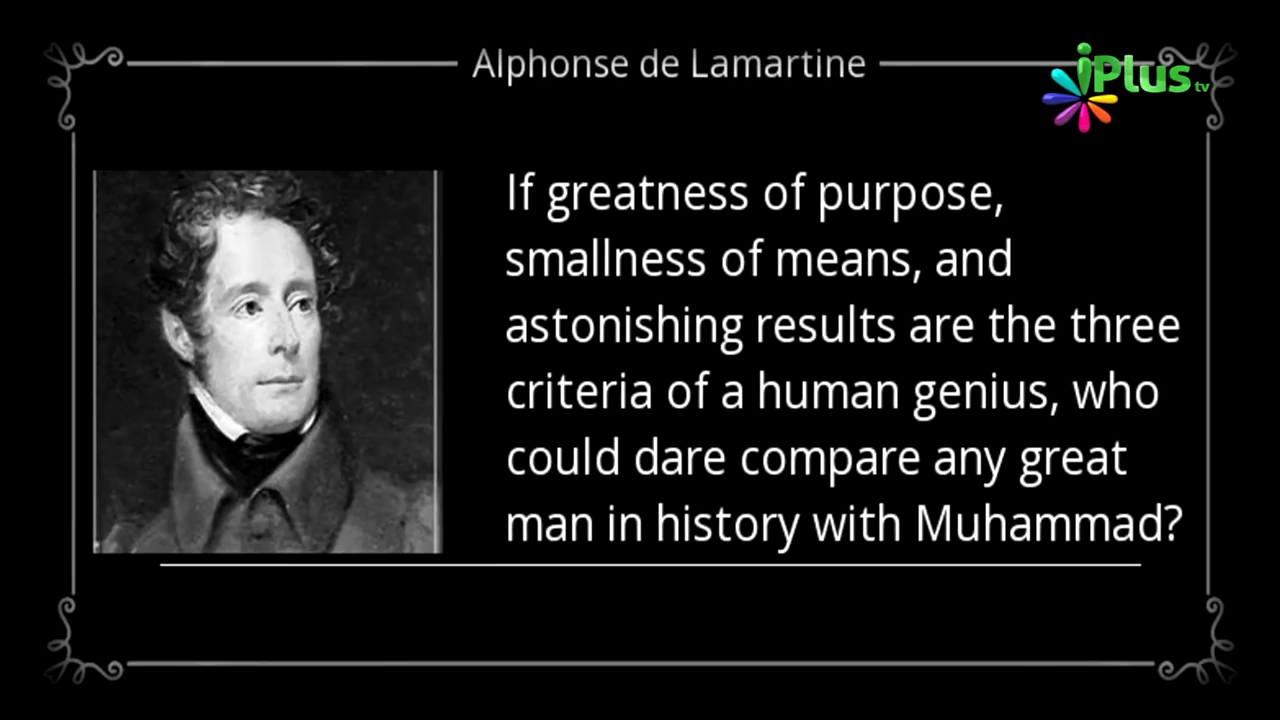 Alphonse de Lamartine
iPlus tv
If greatness of purpose,
smallness of means, and
astonishing results are the three
criteria of a human genius, who
could dare compare any great
man in history with Muhammad?